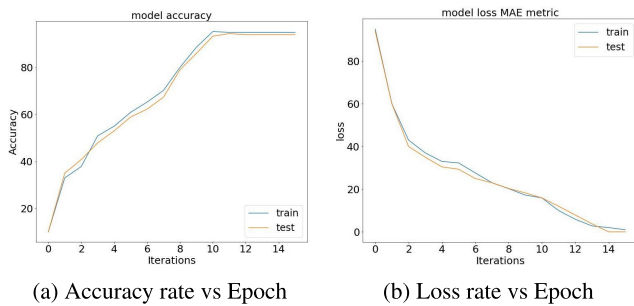 model accuracy
80
60
40
20
Accuracy
train
test
0 2 4 6 8 10 12 14
Iterations
(a) Accuracy rate vs Epoch
model loss MAE metric
80
60
40
20
0
loss
train
test
0 2 4 6 8 10 12 14
Iterations
(b) Loss rate vs Epoch